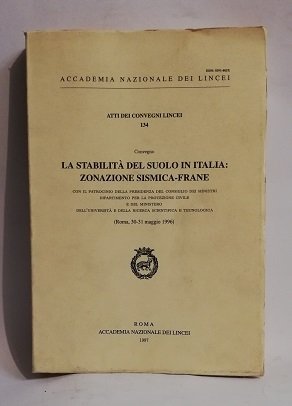 ISSN: 0391-805X
ACCADEMIA NAZIONALE DEI LINCEI
ATTI DEI CONVEGNI LINCEI
134
Convegno
LA STABILITÀ DEL SUOLO IN ITALIA:
ZONAZIONE SISMICA-FRANE
CON IL PATROCINIO DELLA PRESIDENZA DEL CONSIGLIO DEI MINISTRI
DIPARTIMENTO PER LA PROTEZIONE CIVILE
E DEL MINISTERO
DELL'UNIVERSITÀ E DELLA RICERCA SCIENTIFICA E TECNOLOGICA
(Roma, 30-31 maggio 1996)
ROMA
ACCADEMIA NAZIONALE DEI LINCEI
1997